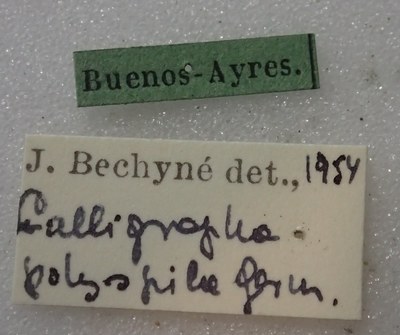 Buenos-Ayres.
J. Bechyné det., 1954
Calligrapha
polyspila Germ.